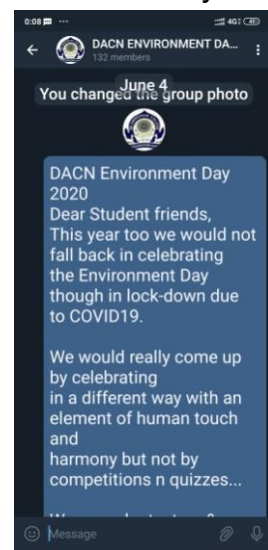 0:08
4G
DACN ENVIRONMENT DA...
132 members
June 4
You changed the group photo
DACN Environment Day
2020
Dear Student friends,
This year too we would not
fall back in celebrating
the Environment Day
though in lock-down due
to COVID19.
We would really come up
by celebrating
in a different way with an
element of human touch
and
harmony but not by
competitions n quizzes...
Message